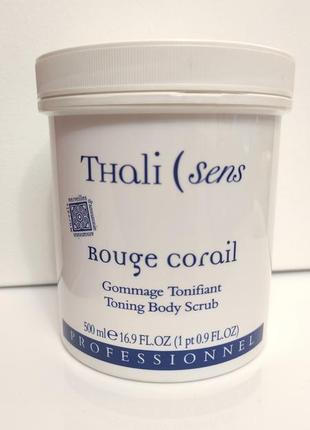 Thali ( sens
Rouge corail
Gommage Tonifiant
Toning Body Scrub
500 ml e 16.9 FL.OZ (1 pt 0.9 FL.OZ)
PROFESSIONNEL